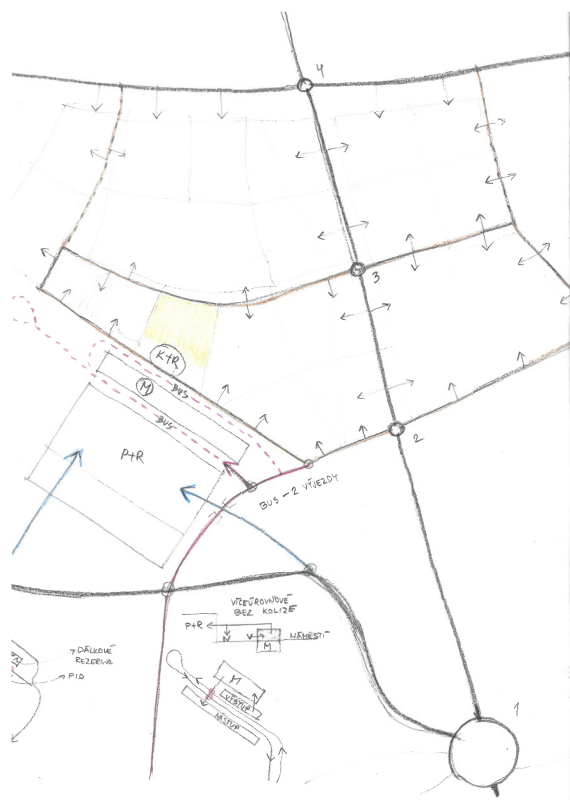 4
3
K+R
M
BUS
BUS
P+R
2
BUS-2 VÝJEZDY
VÍCEÚROVŇOVÉ
BEZ KOLIZE
P+R
V
NÁMĚSTÍ
M
DÁLKOVÉ
REZERVA
PID
M
VÝSTUP
NÁSTUP
1